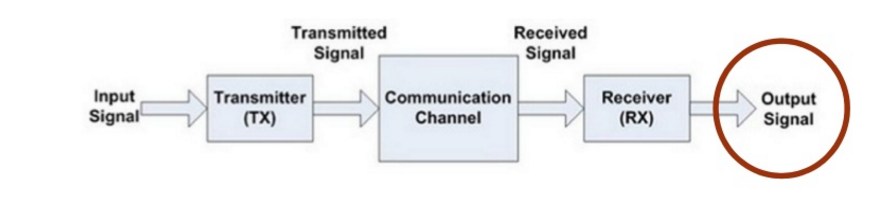 Transmitted
Signal
Received
Signal
Input
Signal
Transmitter
(TX)
Communication
Channel
Receiver
(RX)
Output
Signal